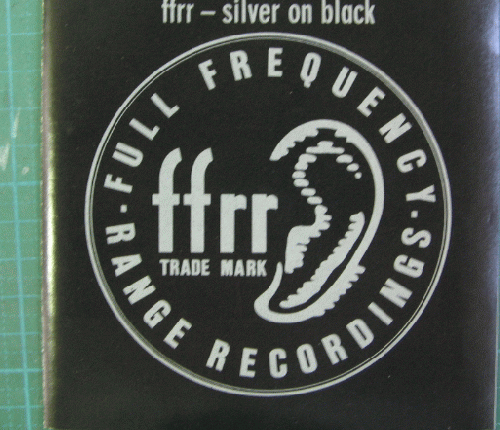 ffrr – silver on black
FULL FREQUENCY
ffrr
TRADE MARK
· RANGE RECORDINGS ·